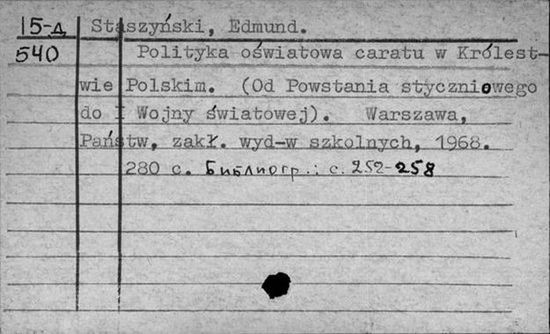 15-Д Staszyński, Edmund.
540 Polityka oświatowa caratu w Królest-
wie Polskim. (Od Powstania styczniowego
do I Wojny światowej). Warszawa,
Państw, zakł. wyd-w szkolnych, 1968.
280 с. Библиогр.: с. 252-258